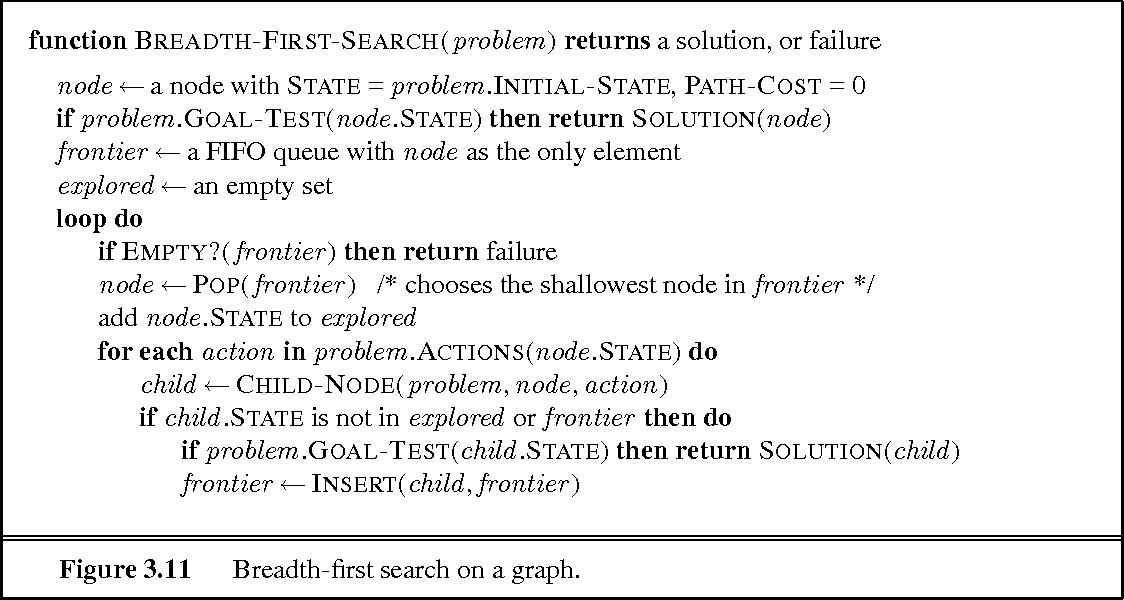 function BREADTH-FIRST-SEARCH(problem) returns a solution, or failure
node ← a node with STATE = problem.INITIAL-STATE, PATH-COST = 0
if problem.GOAL-TEST(node.STATE) then return SOLUTION(node)
frontier ← a FIFO queue with node as the only element
explored ← an empty set
loop do
if EMPTY?(frontier) then return failure
node ← POP(frontier) /* chooses the shallowest node in frontier */
add node.STATE to explored
for each action in problem.ACTIONS(node.STATE) do
child ← CHILD-NODE(problem, node, action)
if child.STATE is not in explored or frontier then do
if problem.GOAL-TEST(child.STATE) then return SOLUTION(child)
frontier ← INSERT(child, frontier)
Figure 3.11 Breadth-first search on a graph.